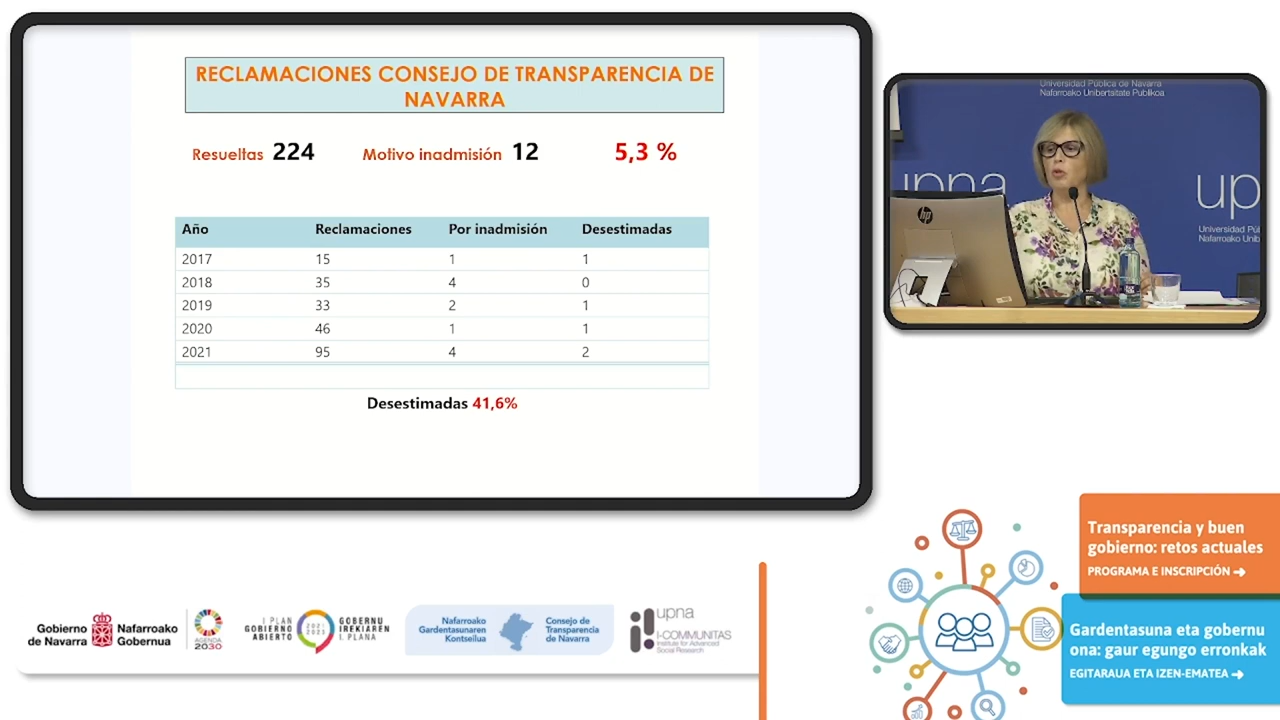 RECLAMACIONES CONSEJO DE TRANSPARENCIA DE
NAVARRA
Resueltas 224 Motivo inadmisión 12 5,3 %
Año Reclamaciones Por inadmisión Desestimadas
2017 15 1 1
2018 35 4 0
2019 33 2 1
2020 46 1 1
2021 95 4 2
Desestimadas 41,6%
Universidad Pública de Navarra
Nafarroako Unibertsitate Publikoa
upna
hp
up
Universidad Púb
Nafarroako Unib
Transparencia y buen
gobierno: retos actuales
PROGRAMA E INSCRIPCIÓN
Gardentasuna eta gobernu
ona: gaur egungo erronkak
EGITARAUA ETA IZEN-EMATEA
Gobierno
de Navarra
Nafarroako
Gobernua
AGENDA
2030
I PLAN
GOBIERNO
ABIERTO
2021
2023
GOBERNU
IREKIAREN
I. PLANA
Nafarroako
Gardentasunaren
Kontseilua
Consejo de
Transparencia
de Navarra
upna
I-COMMUNITAS
Institute for Advanced
Social Research